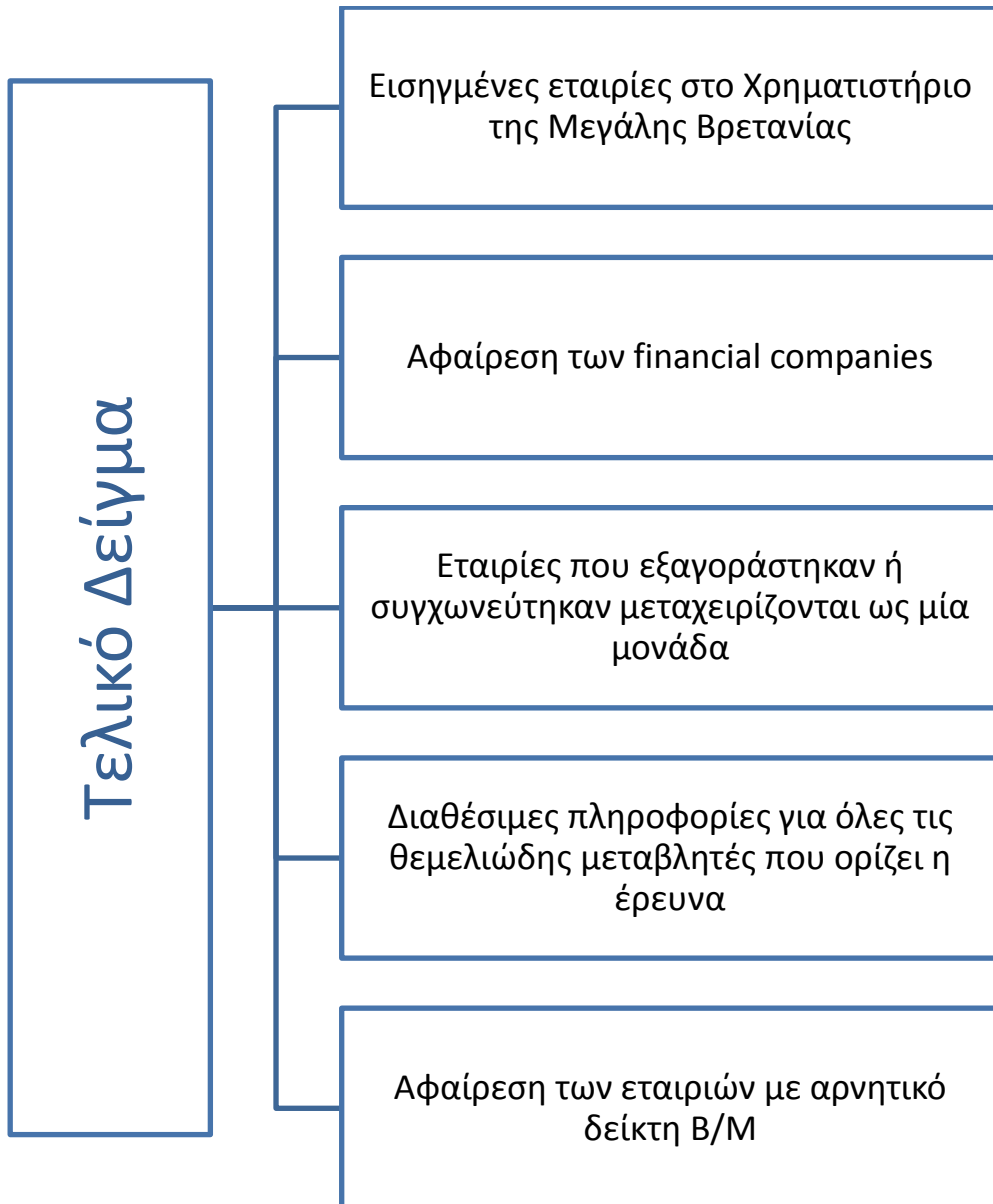 Τελικό Δείγμα
Εισηγμένες εταιρίες στο Χρηματιστήριο
της Μεγάλης Βρετανίας
Αφαίρεση των financial companies
Εταιρίες που εξαγοράστηκαν ή
συγχωνεύτηκαν μεταχειρίζονται ως μία
μονάδα
Διαθέσιμες πληροφορίες για όλες τις
θεμελιώδης μεταβλητές που ορίζει η
έρευνα
Αφαίρεση των εταιριών με αρνητικό
δείκτη B/M